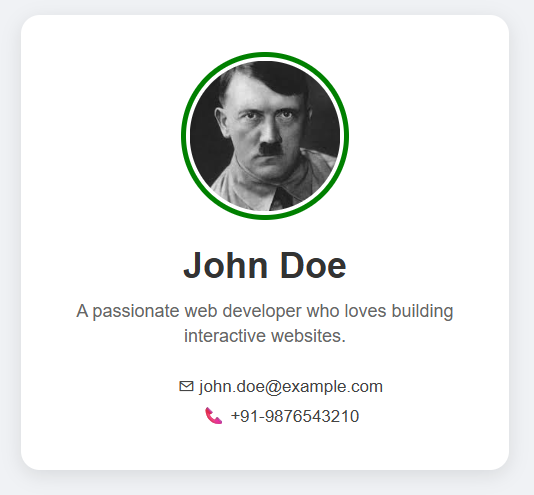 John Doe
A passionate web developer who loves building
interactive websites.
john.doe@example.com
+91-9876543210